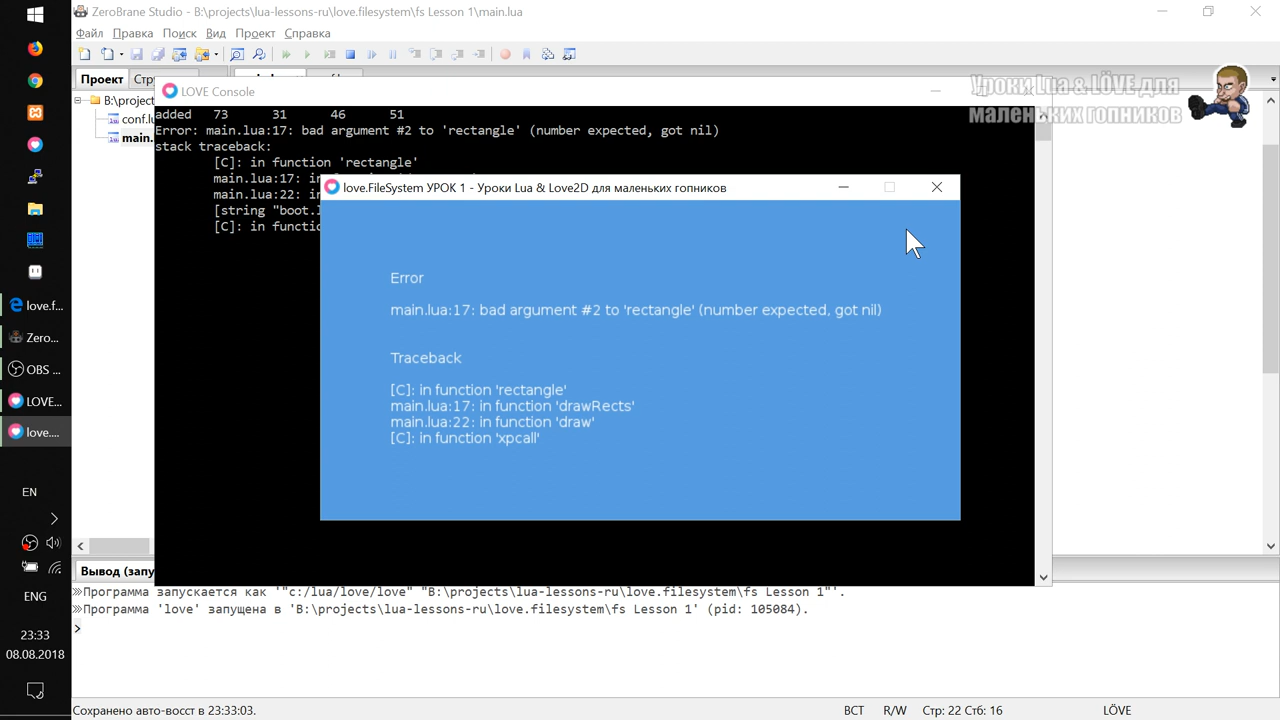 ZeroBrane Studio - B:\projects\lua-lessons-ru\love.filesystem\fs Lesson 1\main.lua
Файл Правка Поиск Вид Проект Справка
Проект
LOVE Console
Уроки Lua & LÖVE для
маленьких гопников
B:\project
conf.lu
main.
added 73 31 46 51
Error: main.lua:17: bad argument #2 to 'rectangle' (number expected, got nil)
stack traceback:
[C]: in function 'rectangle'
main.lua:17: i
main.lua:22: i
[string "boot.l
[C]: in functio
love.FileSystem УРОК 1 - Уроки Lua & Love2D для маленьких гопников
Error
main.lua:17: bad argument #2 to 'rectangle' (number expected, got nil)
Traceback
[C]: in function 'rectangle'
main.lua:17: in function 'drawRects'
main.lua:22: in function 'draw'
[C]: in function 'xpcall'
love.f...
Zero...
OBS ...
LOVE...
love....
EN
ENG
23:33
08.08.2018
Вывод (запу
Программа запускается как '"c:/lua/love/love" "B:\projects\lua-lessons-ru\love.filesystem\fs Lesson 1"'.
Программа 'love' запущена в 'B:\projects\lua-lessons-ru\love.filesystem\fs Lesson 1' (pid: 105084).
Сохранено авто-восст в 23:33:03.
ВСТ R/W Стр: 22 Стб: 16 LÖVE